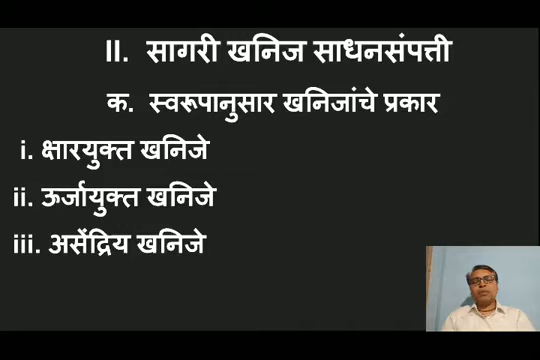 II. सागरी खनिज साधनसंपत्ती
क. स्वरूपानुसार खनिजांचे प्रकार
i. क्षारयुक्त खनिजे
ii. ऊर्जायुक्त खनिजे
iii. असेंद्रिय खनिजे